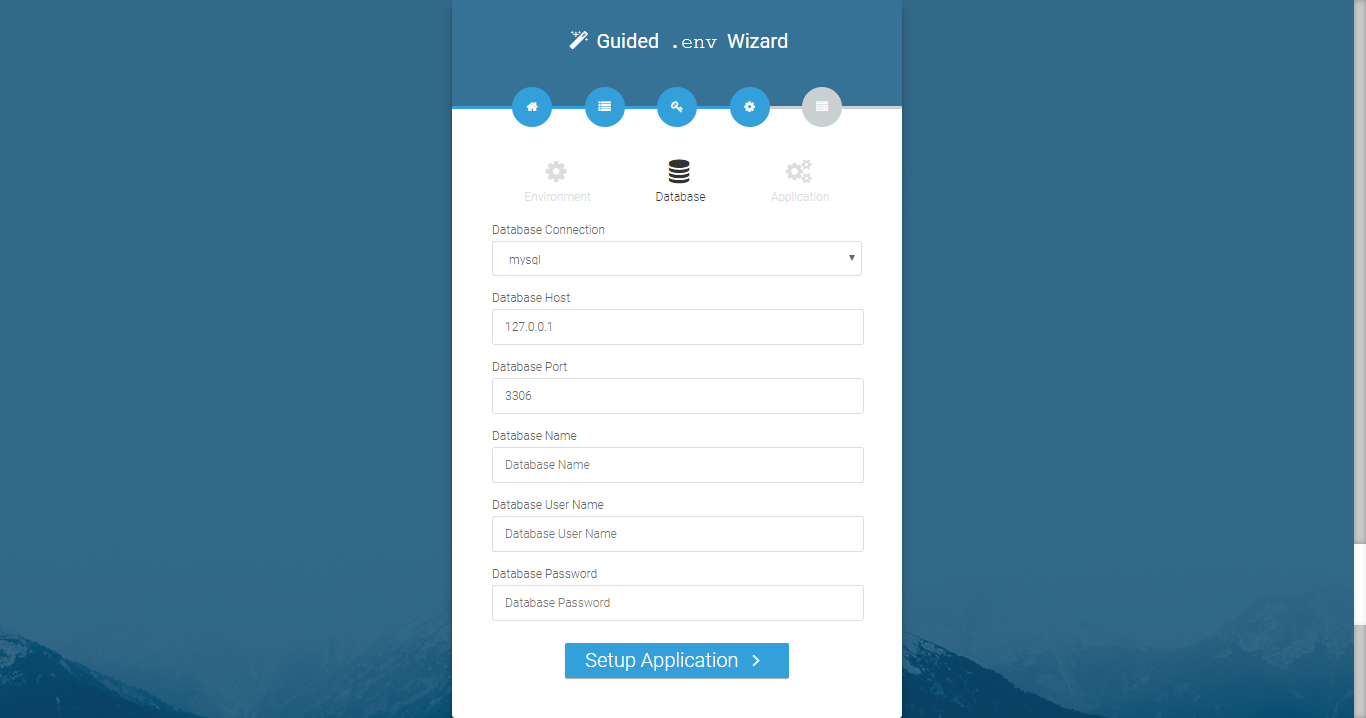 Guided .env Wizard
Environment
Database
Application
Database Connection
mysql
Database Host
127.0.0.1
Database Port
3306
Database Name
Database Name
Database User Name
Database User Name
Database Password
Database Password
Setup Application